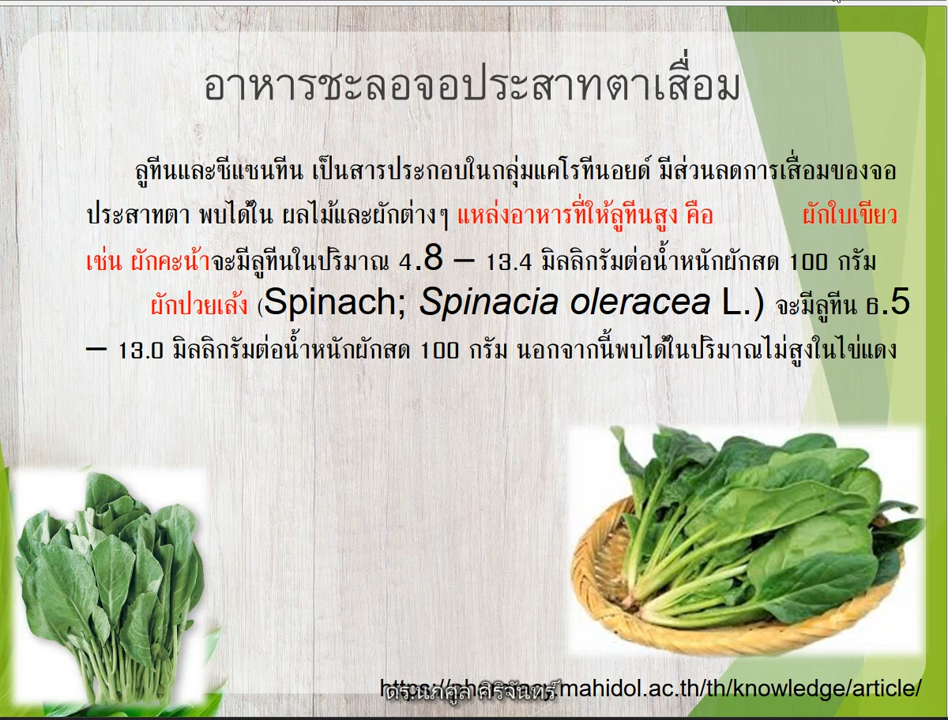 อาหารชะลอจอประสาทตาเสื่อม
ลูทีนและซีแซนทีน เป็นสารประกอบในกลุ่มแคโรทีนอยด์ มีส่วนลดการเสื่อมของจอ
ประสาทตา พบได้ใน ผลไม้และผักต่างๆ แหล่งอาหารที่ให้ลูทีนสูง คือ ผักใบเขียว
เช่น ผักคะน้าจะมีลูทีนในปริมาณ 4.8 – 13.4 มิลลิกรัมต่อน้ำหนักผักสด 100 กรัม
ผักปวยเล้ง (Spinach; Spinacia oleracea L.) จะมีลูทีน 6.5
– 13.0 มิลลิกรัมต่อน้ำหนักผักสด 100 กรัม นอกจากนี้พบได้ในปริมาณไม่สูงในไข่แดง
mahidol.ac.th/th/knowledge/article/